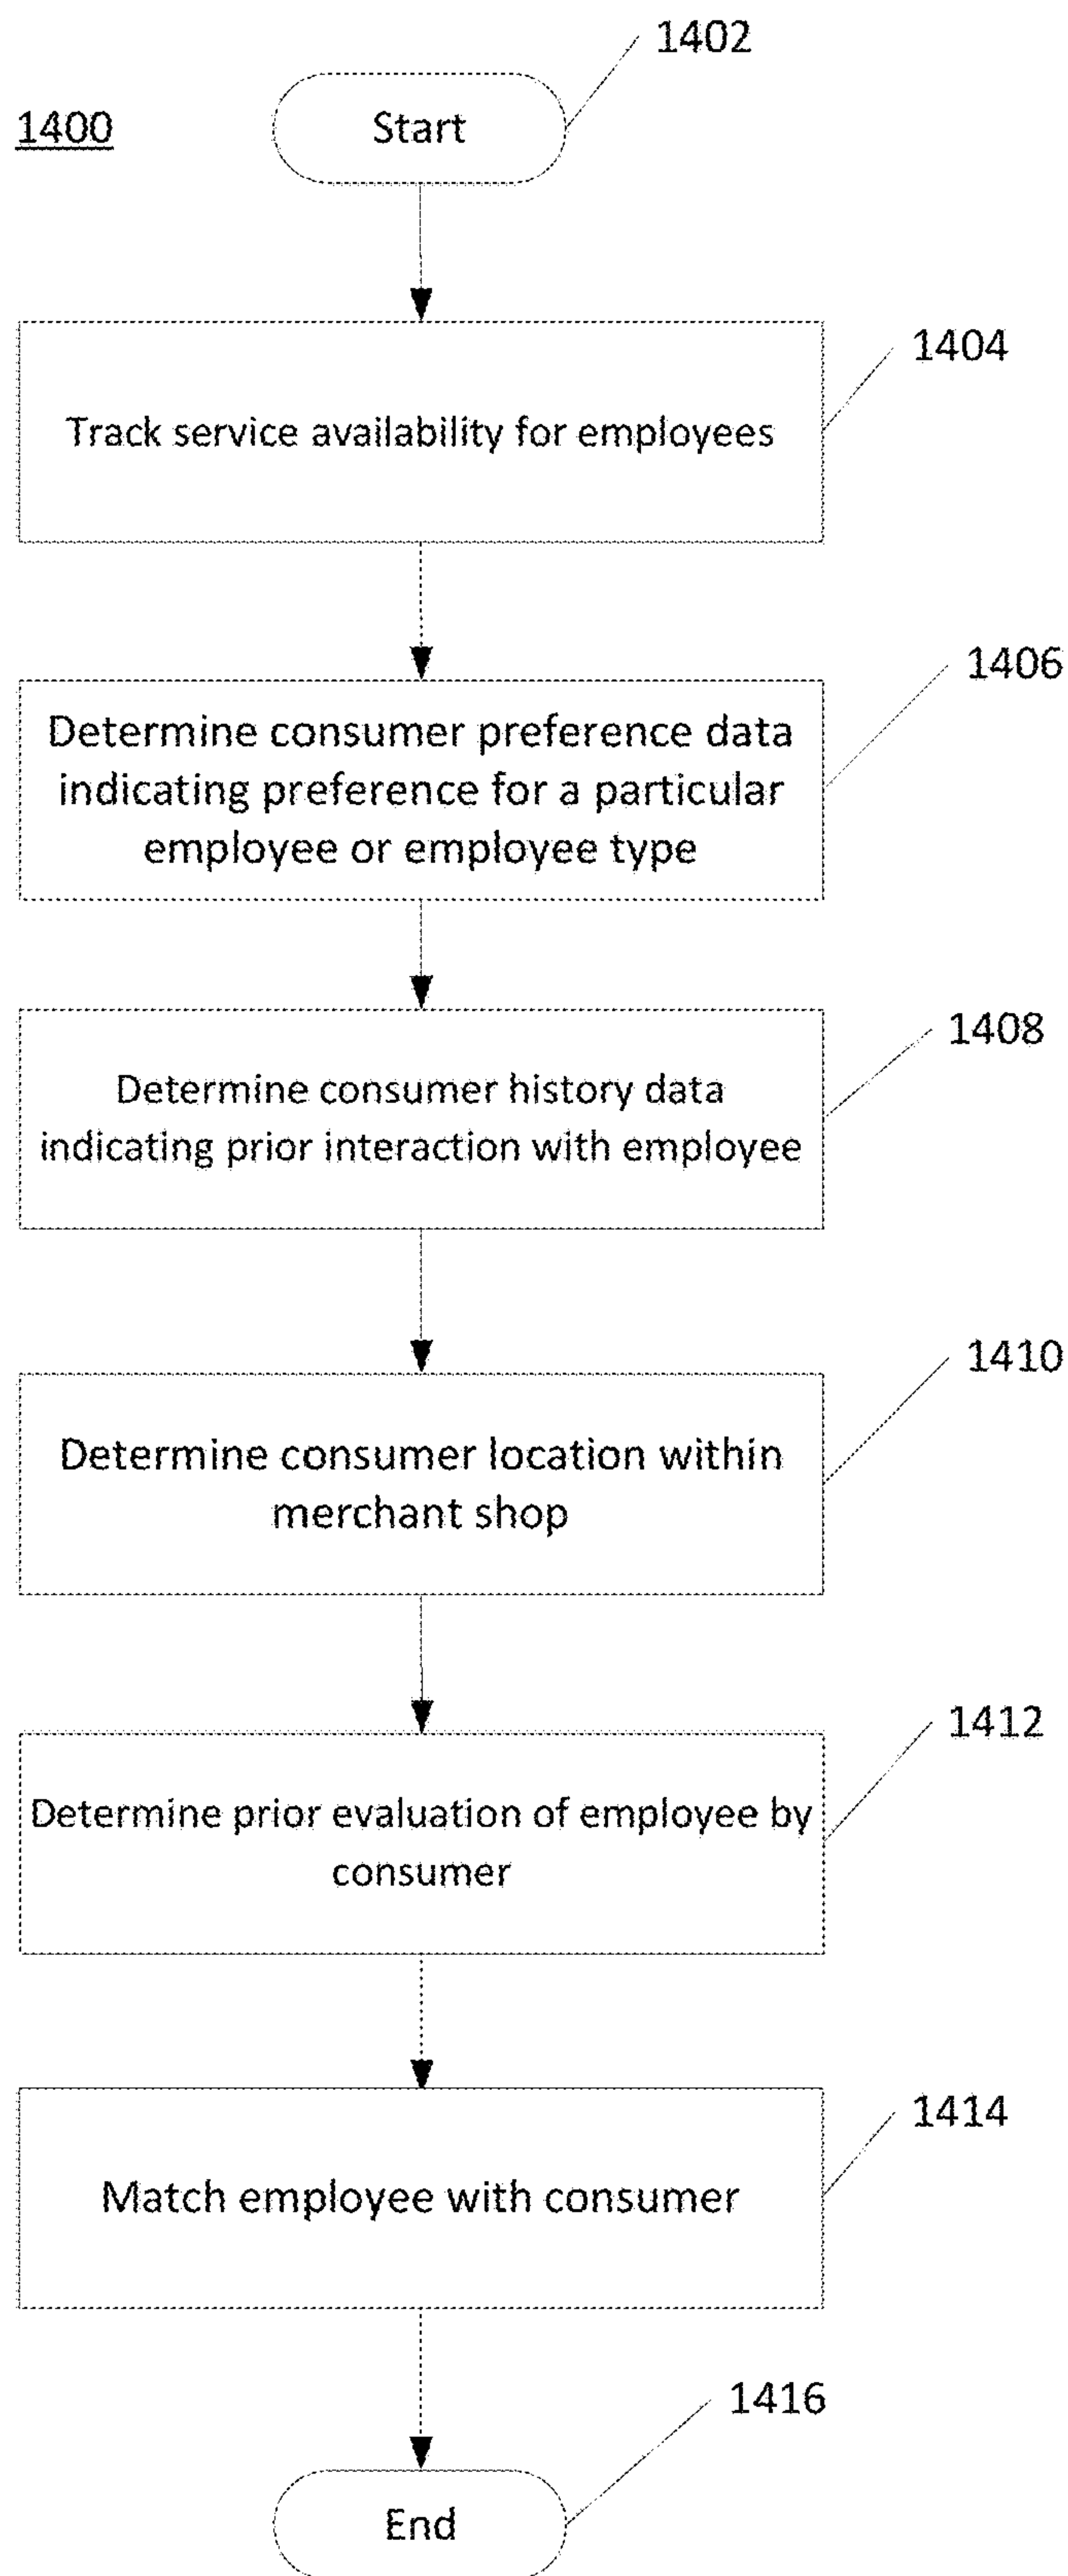 1402
1400
Start
1404
Track service availability for employees
1406
Determine consumer preference data
indicating preference for a particular
employee or employee type
1408
Determine consumer history data
indicating prior interaction with employee
1410
Determine consumer location within
merchant shop
1412
Determine prior evaluation of employee by
consumer
1414
Match employee with consumer
1416
End